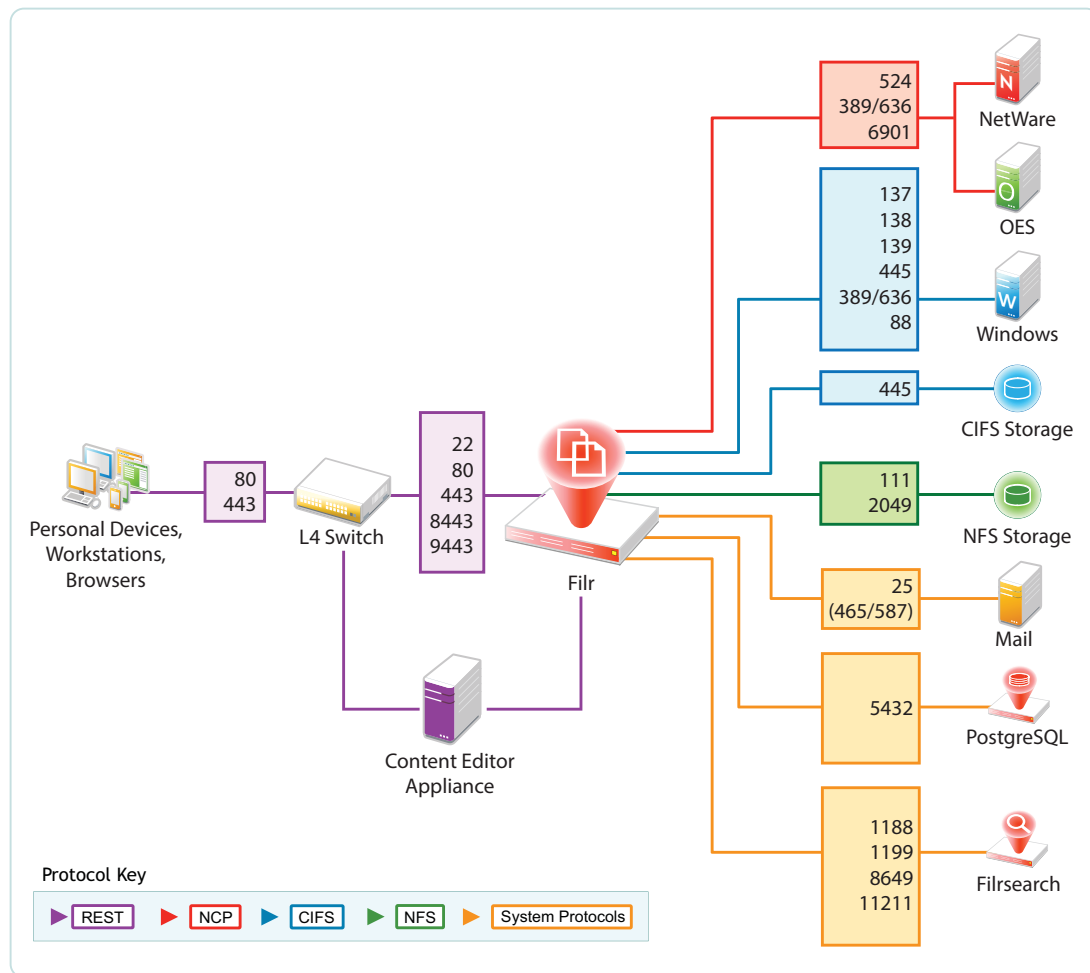 524
389/636
6901
N
NetWare
O
OES
137
138
139
445
389/636
88
W
Windows
445
CIFS Storage
80
443
Personal Devices,
Workstations,
Browsers
L4 Switch
22
80
443
8443
9443
Filr
111
2049
NFS Storage
25
(465/587)
Mail
Content Editor
Appliance
5432
PostgreSQL
1188
1199
8649
11211
Filrsearch
Protocol Key
REST
NCP
CIFS
NFS
System Protocols